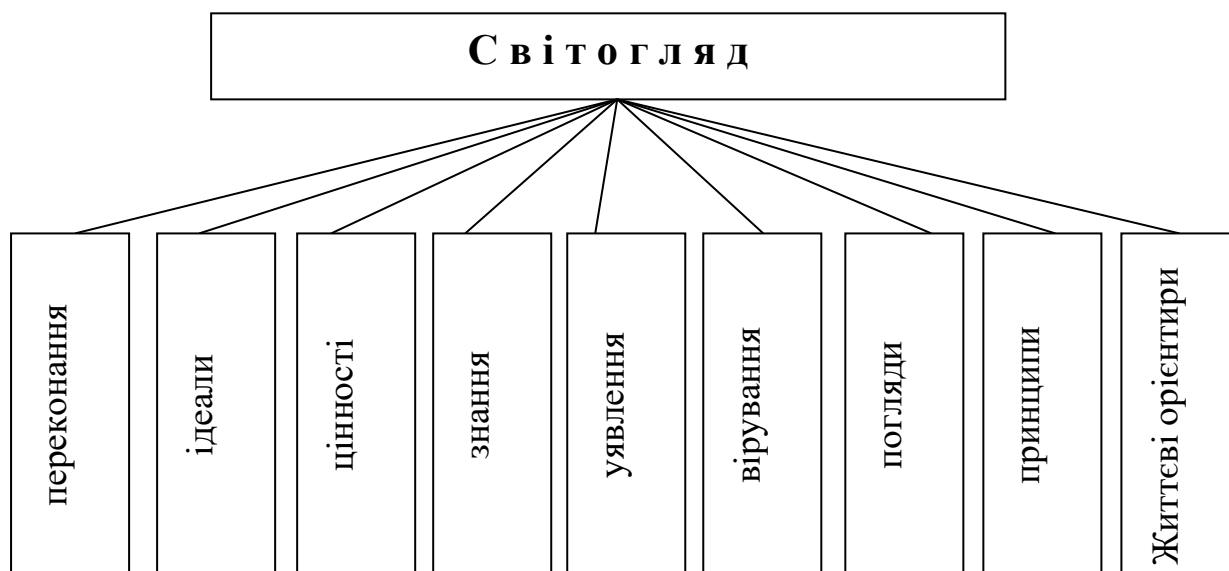 Світогляд
переконання
ідеали
цінності
знання
уявлення
вірування
погляди
принципи
Життєві орієнтири